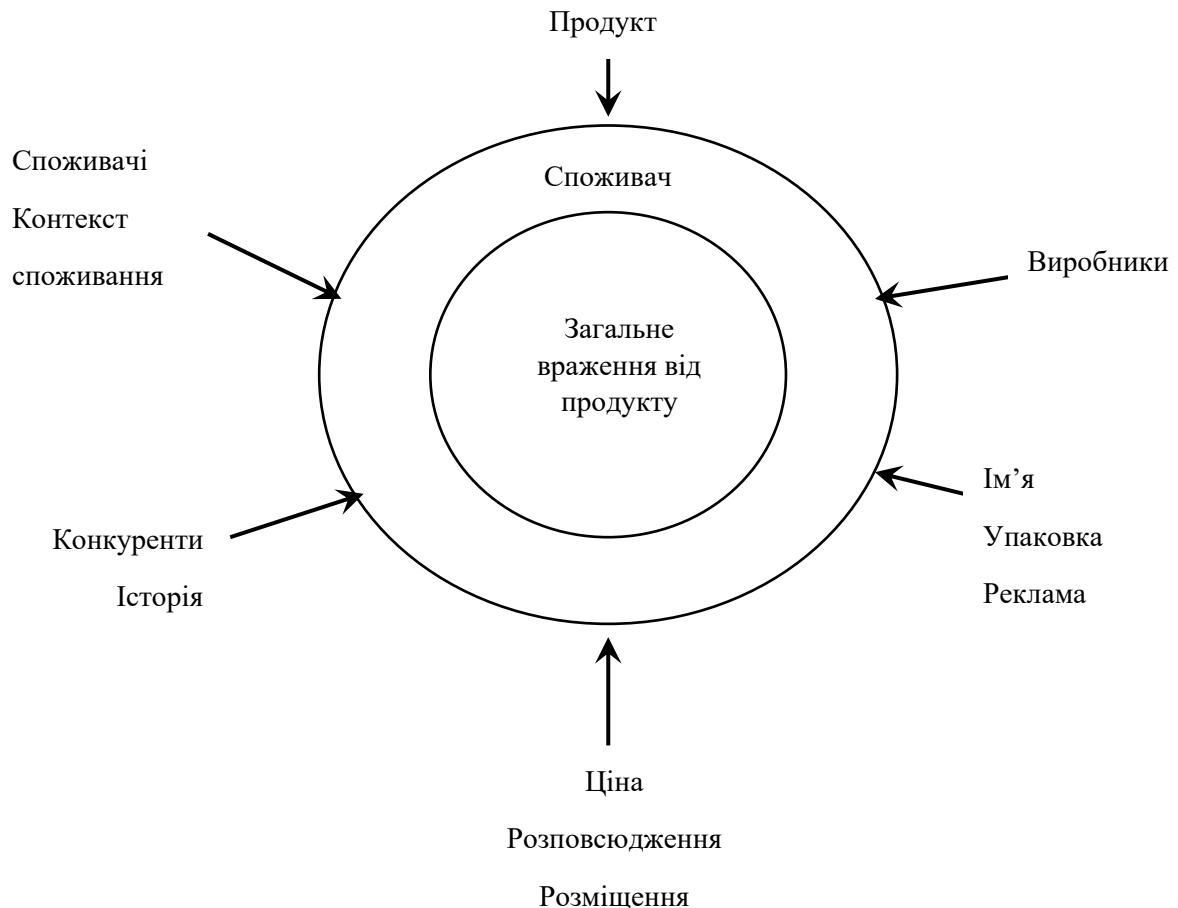 Продукт
Споживачі
Контекст
споживання
Споживач
Виробники
Загальне
враження від
продукту
Ім’я
Упаковка
Реклама
Конкуренти
Історія
Ціна
Розповсюдження
Розміщення